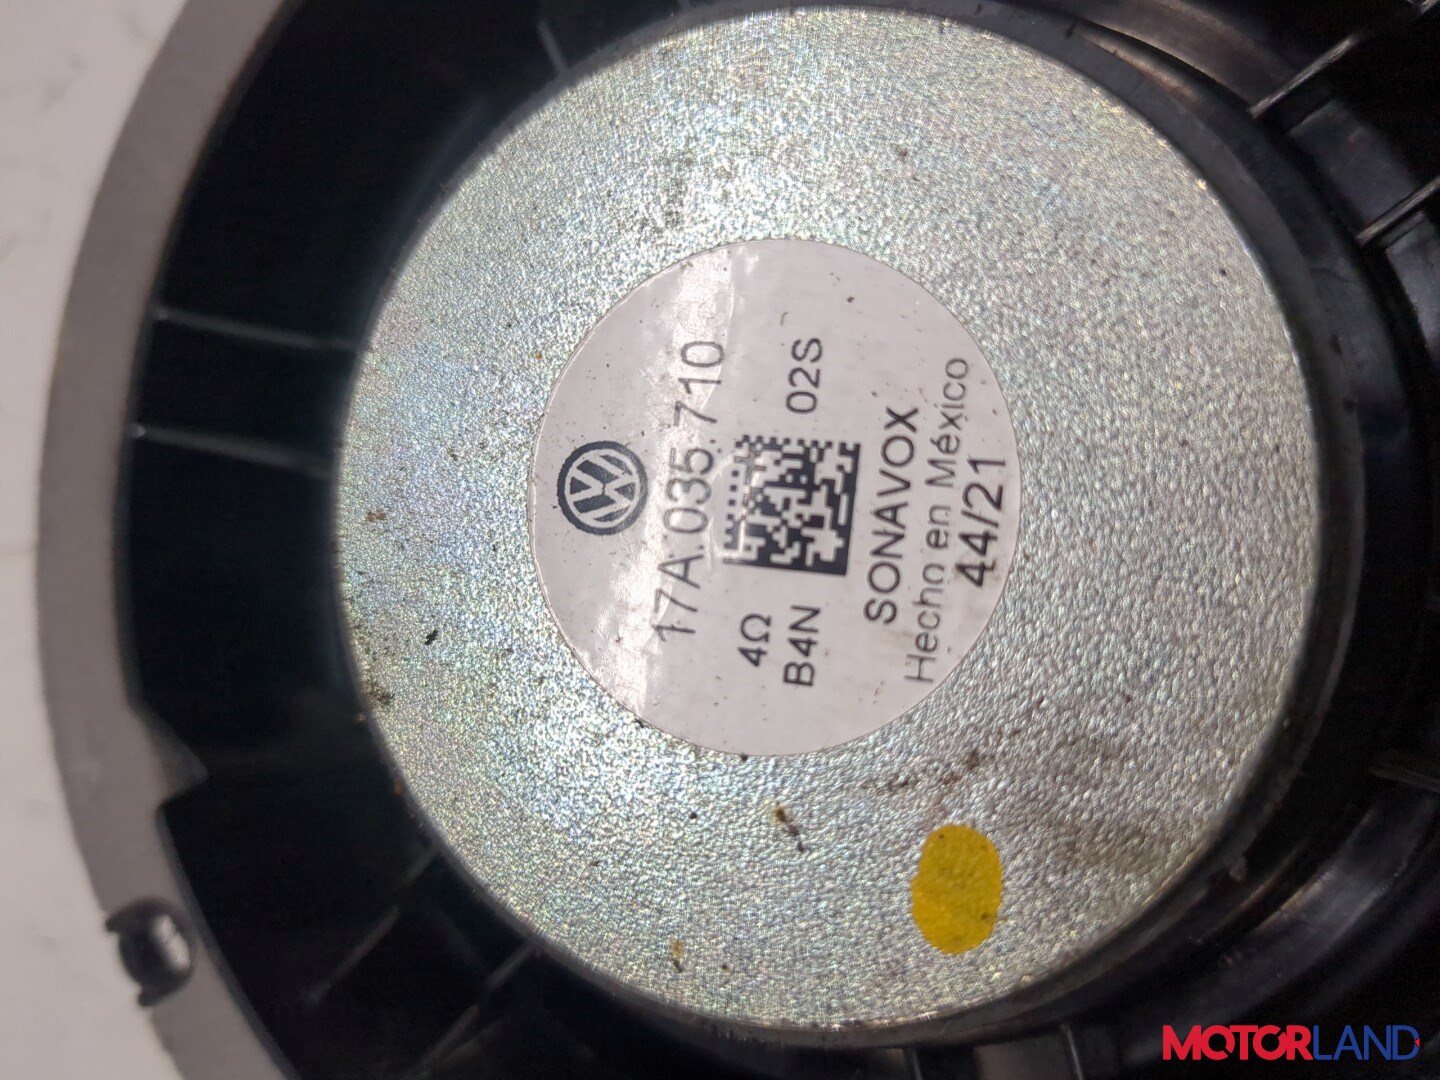 17A.035.710
4Ω
B4N
02S
SONAVOX
Hecho en México
44/21
MOTORLAND